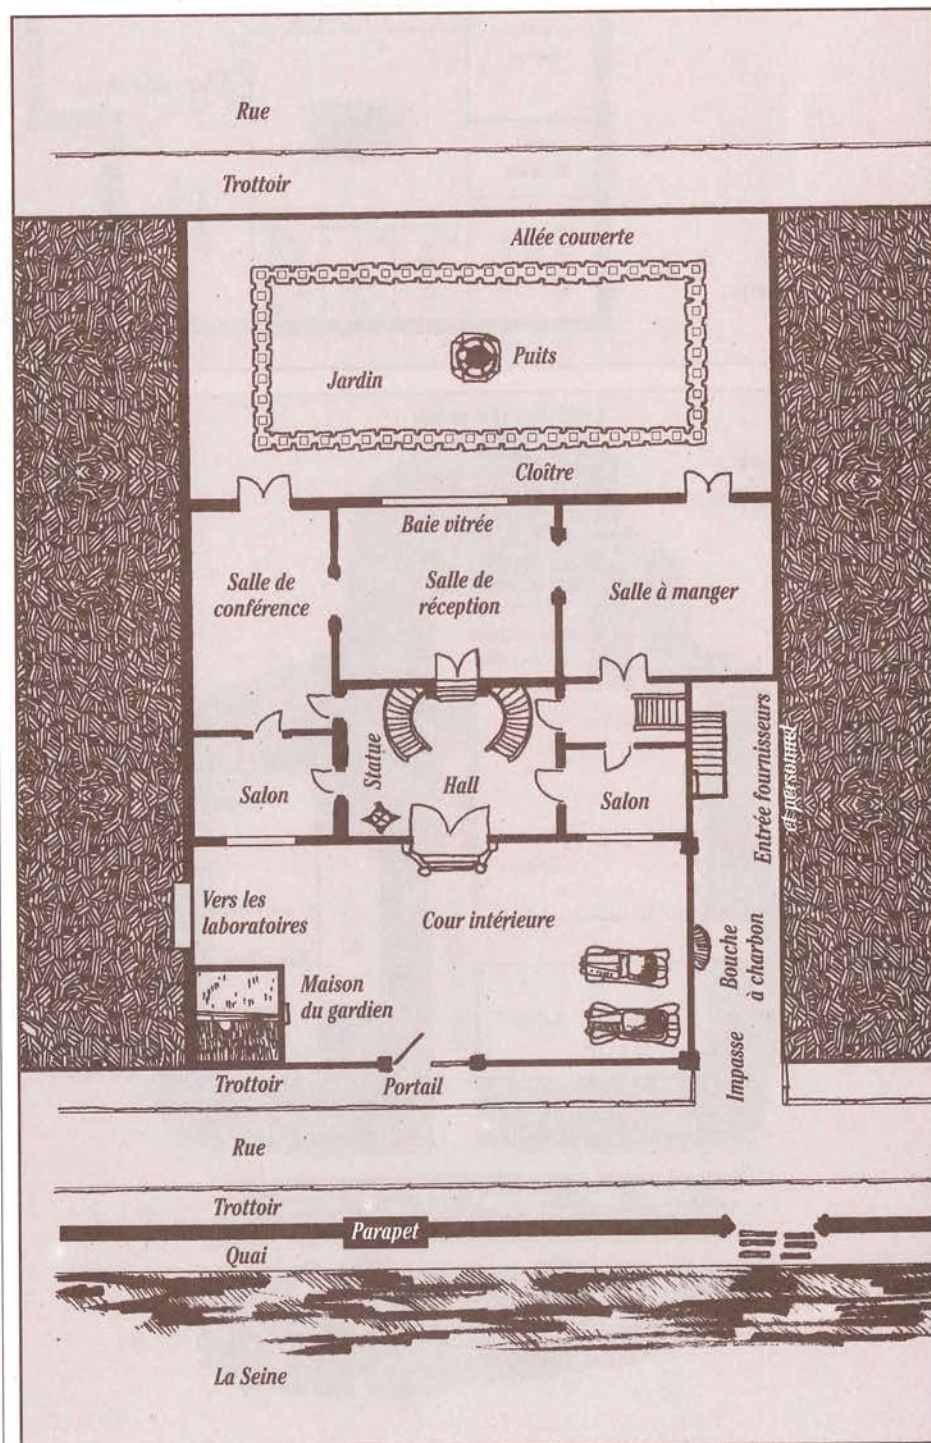 Rue
Trottoir
Allée couverte
Puits
Jardin
Cloître
Baie vitrée
Salle de
conférence
Salle de
réception
Salle à manger
Statue
Hall
Salon
Salon
Entrée fournisseurs
et personnel
Vers les
laboratoires
Cour intérieure
Bouche
à charbon
Maison
du gardien
Impasse
Trottoir
Portail
Rue
Trottoir
Parapet
Quai
La Seine